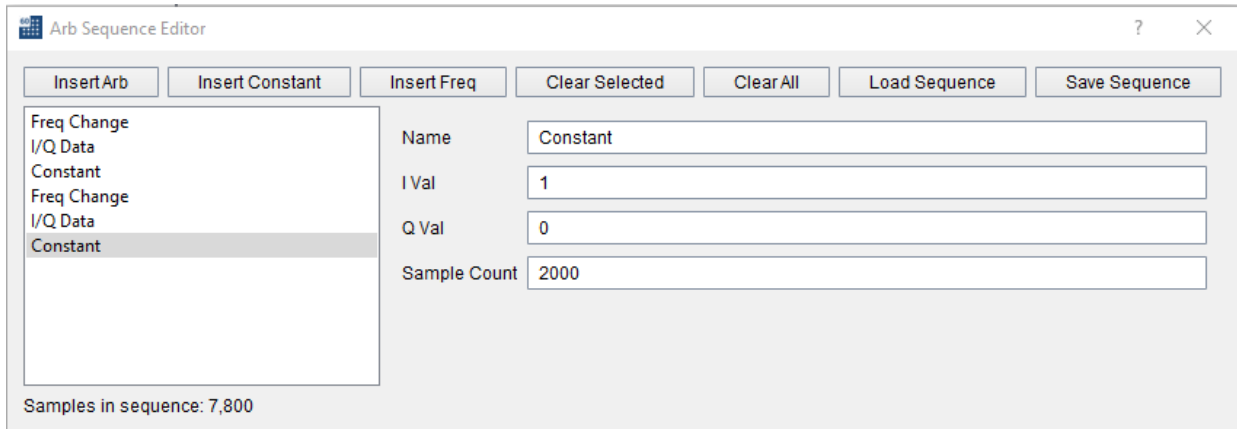 Arb Sequence Editor
?
Insert Arb Insert Constant Insert Freq Clear Selected Clear All Load Sequence Save Sequence
Freq Change
I/Q Data
Constant
Freq Change
I/Q Data
Constant
Name Constant
I Val 1
Q Val 0
Sample Count 2000
Samples in sequence: 7,800